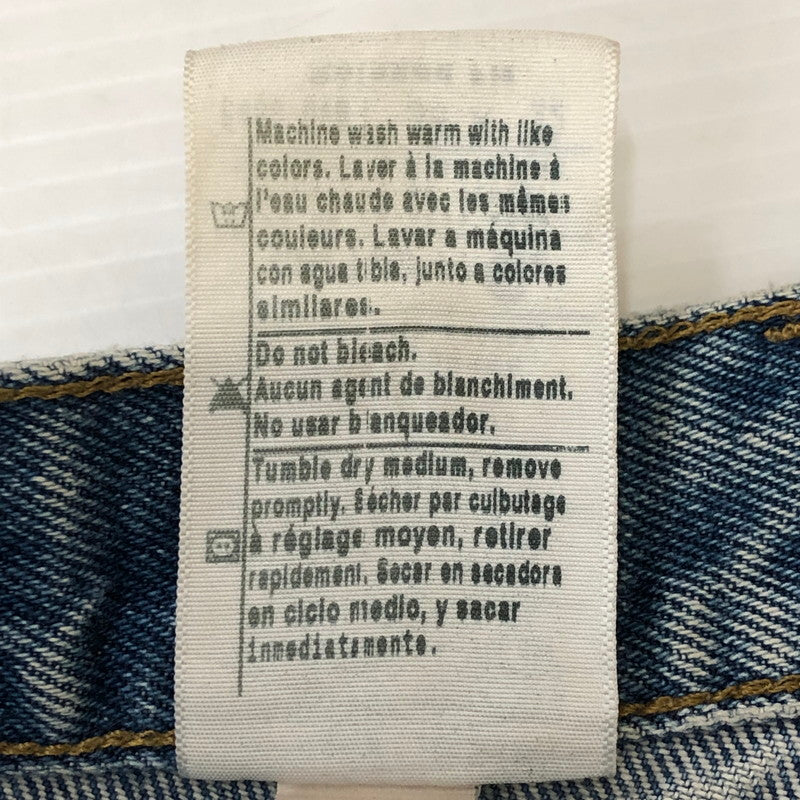 Machine wash warm with like
colors. Laver à la machine à
l'eau chaude avec les mêmes
couleurs. Lavar a máquina
con agua tibia, junto a colores
similares.
Do not bleach.
Aucun agent de blanchiment.
No usar blanqueador.
Tumble dry medium, remove
promptly. Sécher par culbutage
à réglage moyen, retirer
rapidement. Secar en secadora
en ciclo medio, y sacar
inmediatamente.